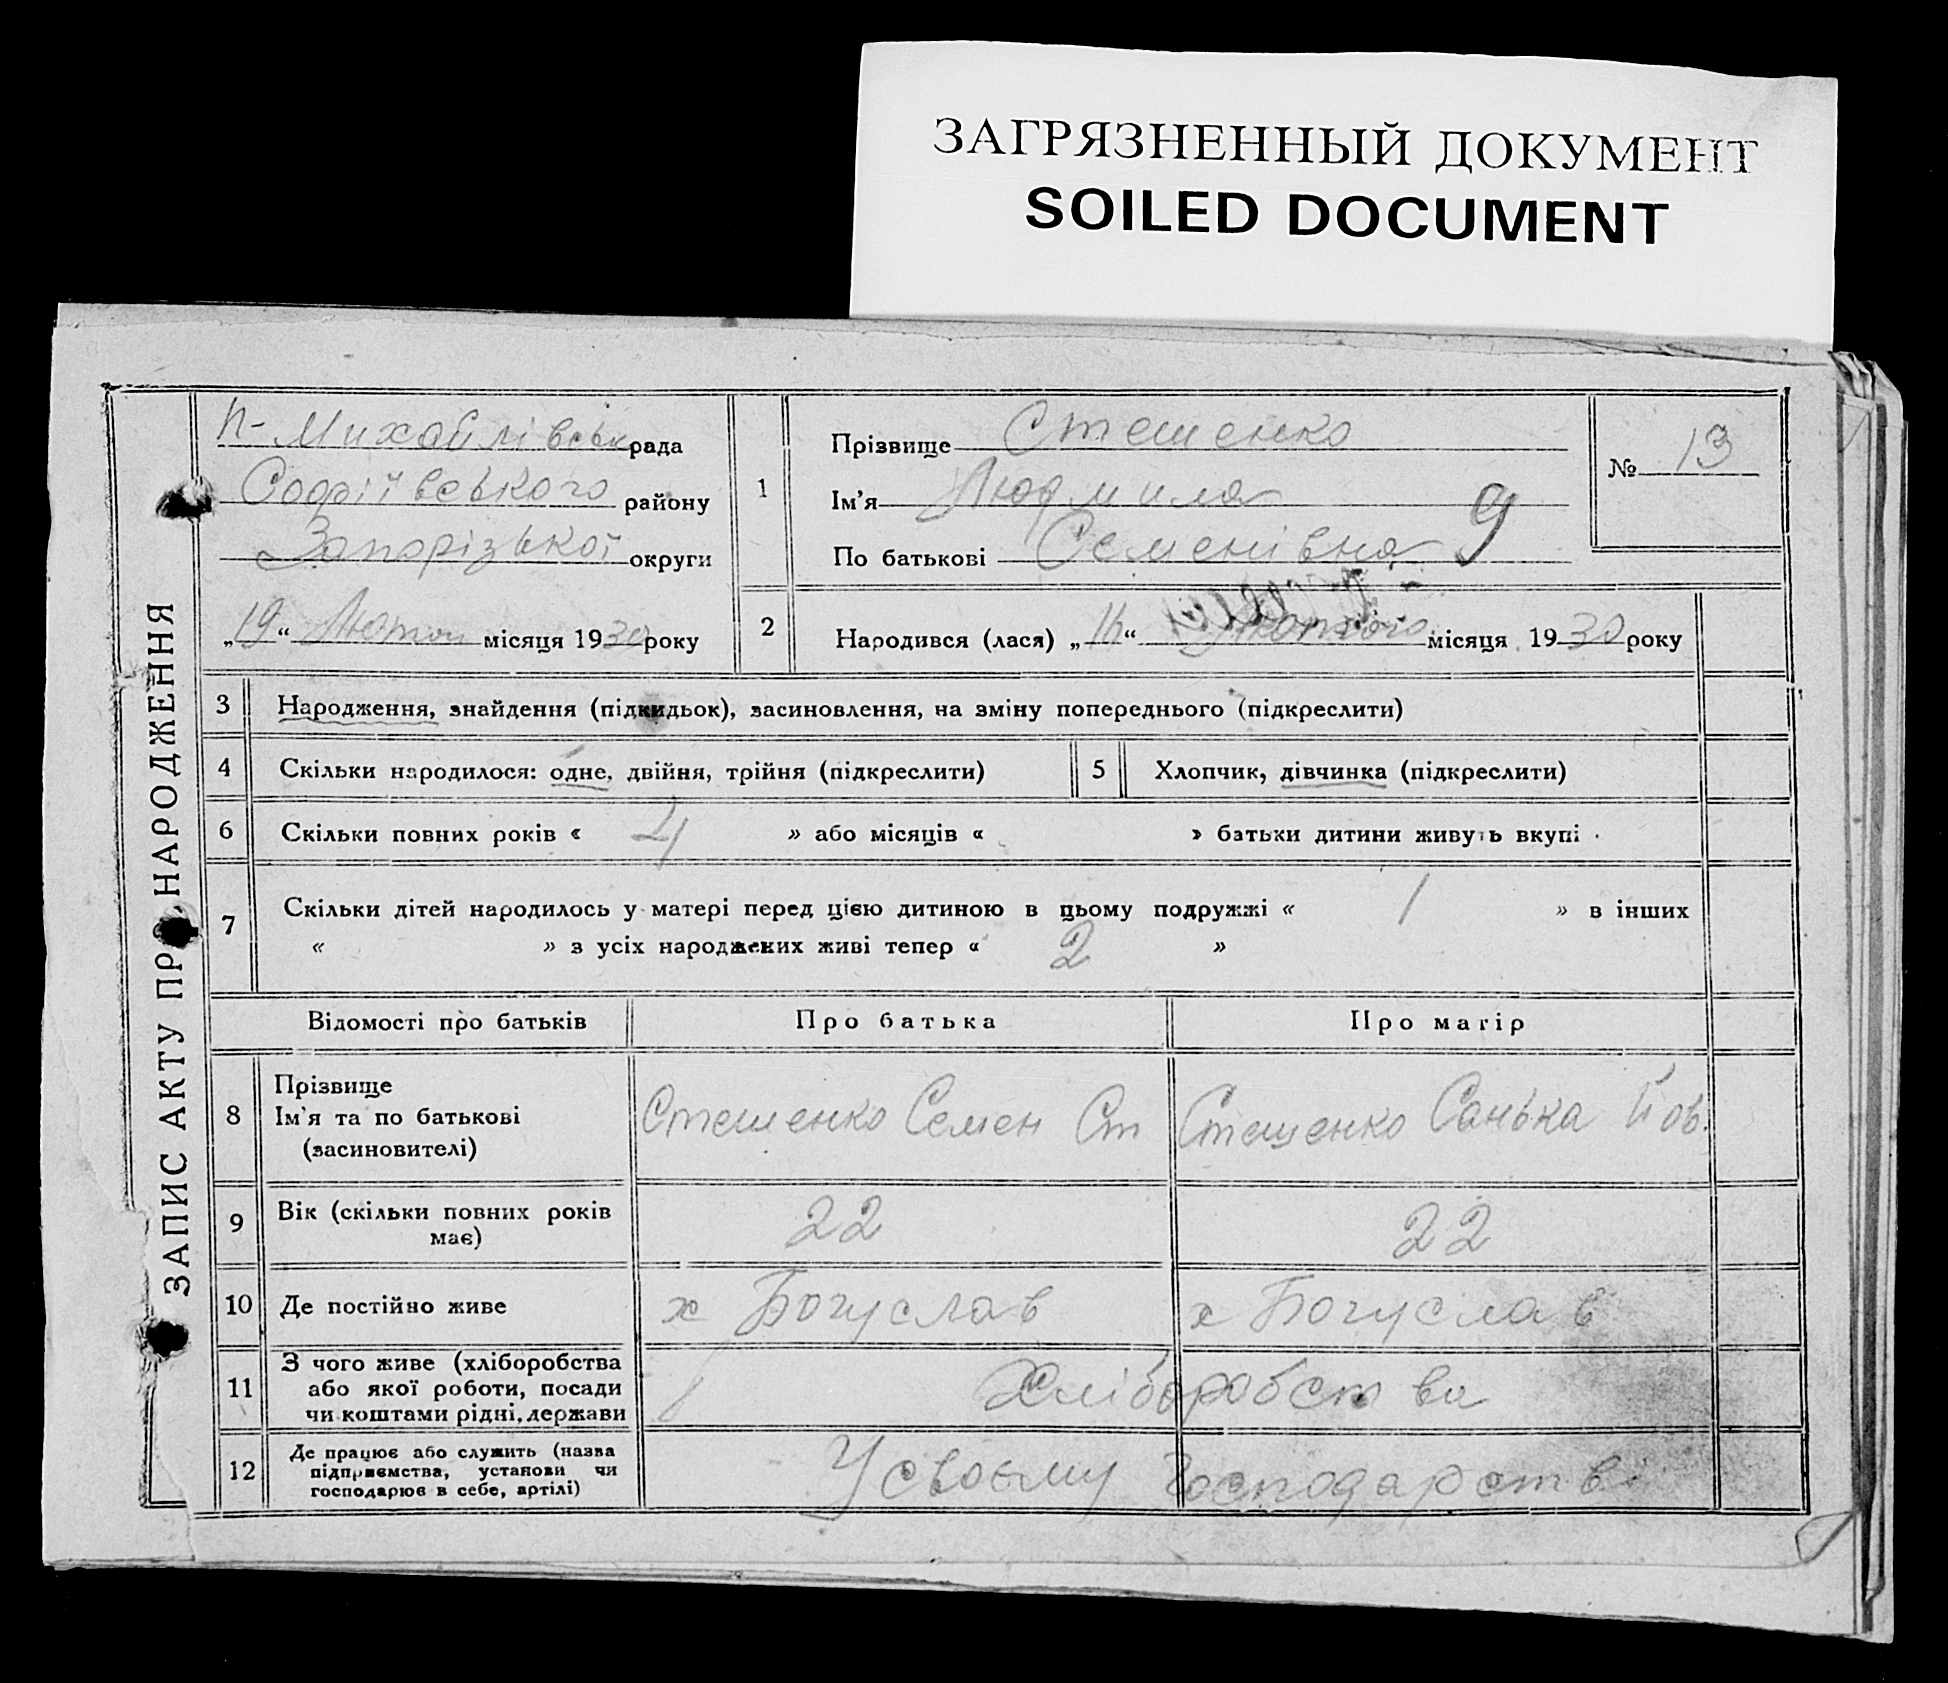 ЗАГРЯЗНЕННЫЙ ДОКУМЕНТ
SOILED DOCUMENT
ЗАПИС АКТУ ПРО НАРОДЖЕННЯ
п-Михайлівськ рада
Софіївського району
Запорізької округи
„19“ Лютого місяця 1930 року
1
Прізвище Стешенко
Ім'я Людмила
По батькові Семенівна
9
№ 13
2
Народився (лася) „16“ Лютого місяця 1930 року
3 Народження, знайдення (підкидьок), засиновлення, на зміну попереднього (підкреслити)
4 Скільки народилося: одне, двійня, трійня (підкреслити)
5 Хлопчик, дівчинка (підкреслити)
6 Скільки повних років « 4 » або місяців « » батьки дитини живуть вкупі
7 Скільки дітей народилось у матері перед цією дитиною в цьому подружжі « 1 » в інших
« » з усіх народжених живі тепер « 2 »
Відомості про батьків Про батька Про матір
8 Прізвище
Ім'я та по батькові
(засиновителі)
Стешенко Семен Ст
Стешенко Санька Йов.
9 Вік (скільки повних років
має)
22
22
10 Де постійно живе
х Богуслав
х Богуслав
11 З чого живе (хліборобства
або якої роботи, посади
чи коштами рідні, держави
Хліборобства
12 Де працює або служить (назва
підприємства, установи чи
господарює в себе, артілі)
У своєму господарстві